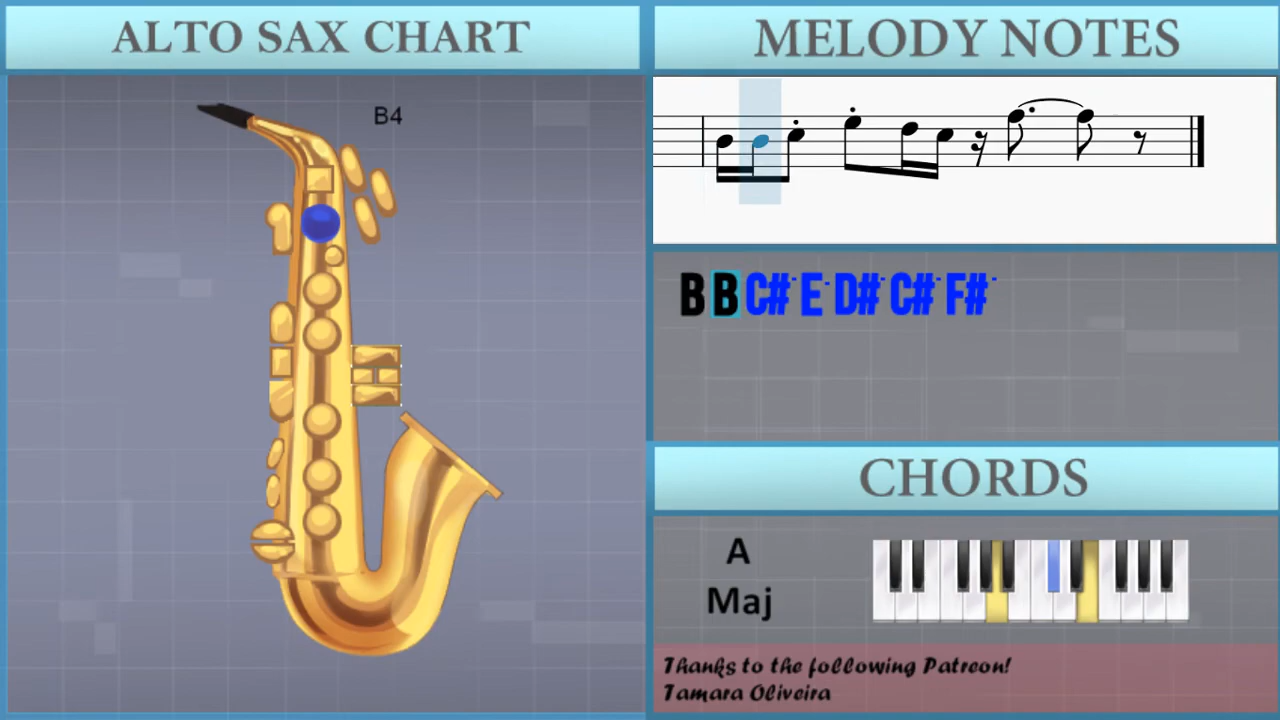 ALTO SAX CHART
B4
MELODY NOTES
B B C#- E- D#- C#- F#-
CHORDS
A
Maj
Thanks to the following Patreon!
Tamara Oliveira